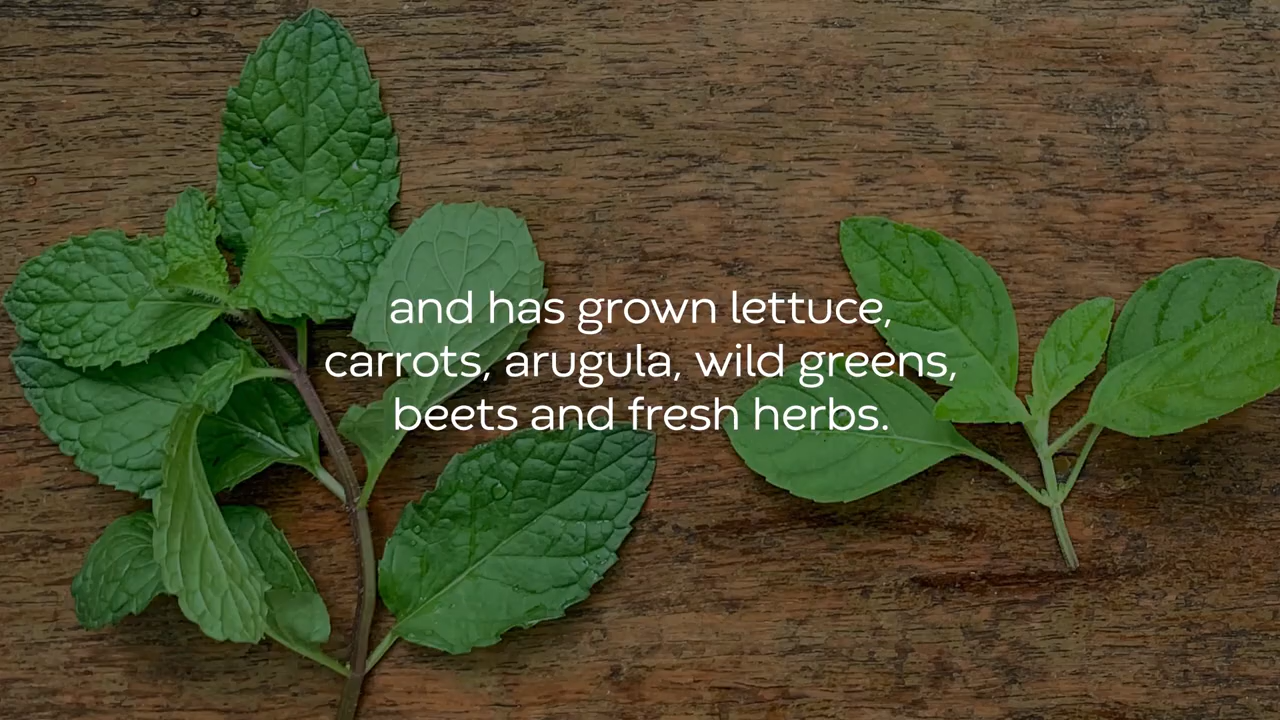 and has grown lettuce,
carrots, arugula, wild greens,
beets and fresh herbs.